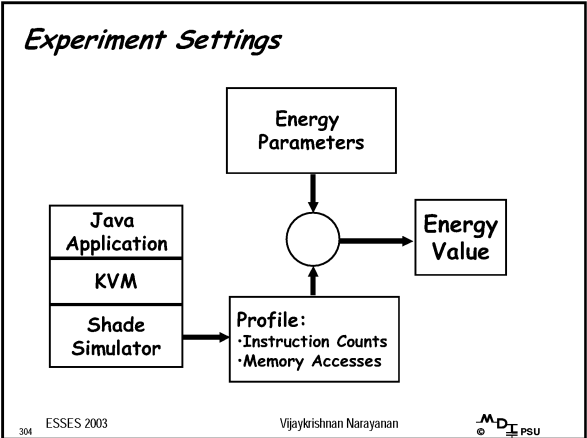 Experiment Settings
Energy
Parameters
Java
Application
KVM
Shade
Simulator
Energy
Value
Profile:
•Instruction Counts
•Memory Accesses
304
ESSES 2003
Vijaykrishnan Narayanan
© MDL PSU